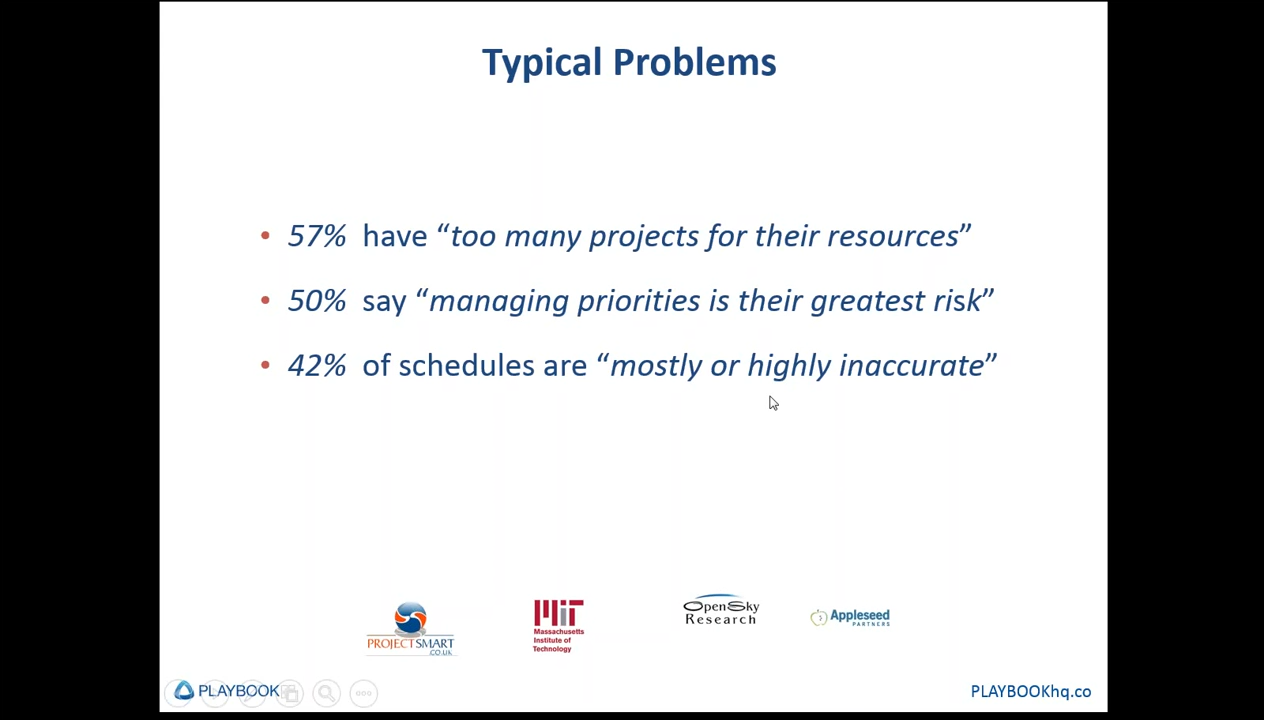 Typical Problems
• 57% have “too many projects for their resources”
• 50% say “managing priorities is their greatest risk”
• 42% of schedules are “mostly or highly inaccurate”
PROJECTSMART
.CO.UK
MIT
Massachusetts
Institute of
Technology
OpenSky
Research
Appleseed
PARTNERS
PLAYBOOK
PLAYBOOKhq.co